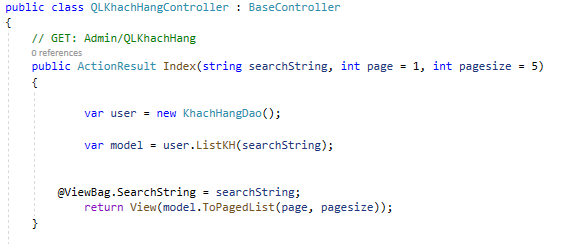 public class QLKhachHangController : BaseController
{
// GET: Admin/QLKhachHang
0 references
public ActionResult Index(string searchString, int page = 1, int pagesize = 5)
{
var user = new KhachHangDao();
var model = user.ListKH(searchString);
@ViewBag.SearchString = searchString;
return View(model.ToPagedList(page, pagesize));
}